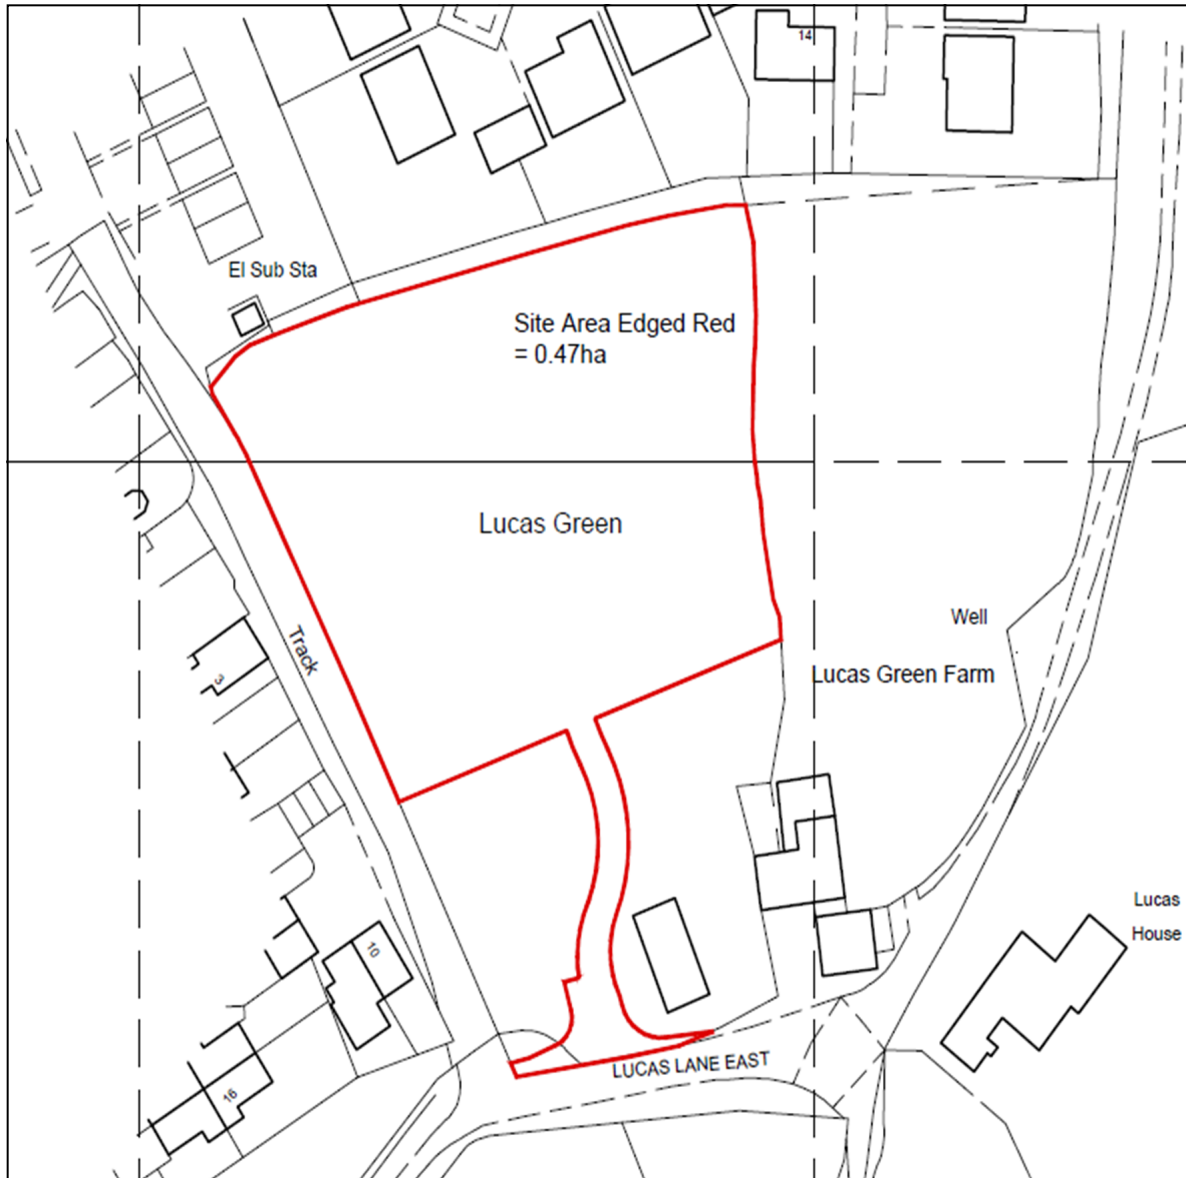 14
El Sub Sta
Site Area Edged Red
= 0.47ha
Lucas Green
Well
Track
Lucas Green Farm
3
Lucas
House
10
LUCAS LANE EAST
16